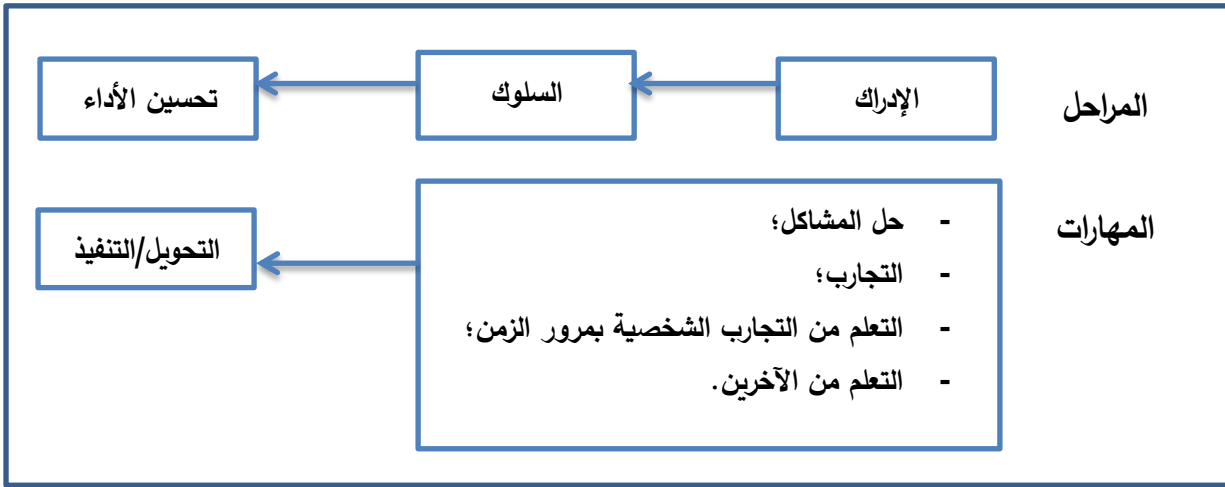 المراحل
الإدراك
السلوك
تحسين الأداء
المهارات
- حل المشاكل؛
- التجارب؛
- التعلم من التجارب الشخصية بمرور الزمن؛
- التعلم من الآخرين.
التحويل/التنفيذ